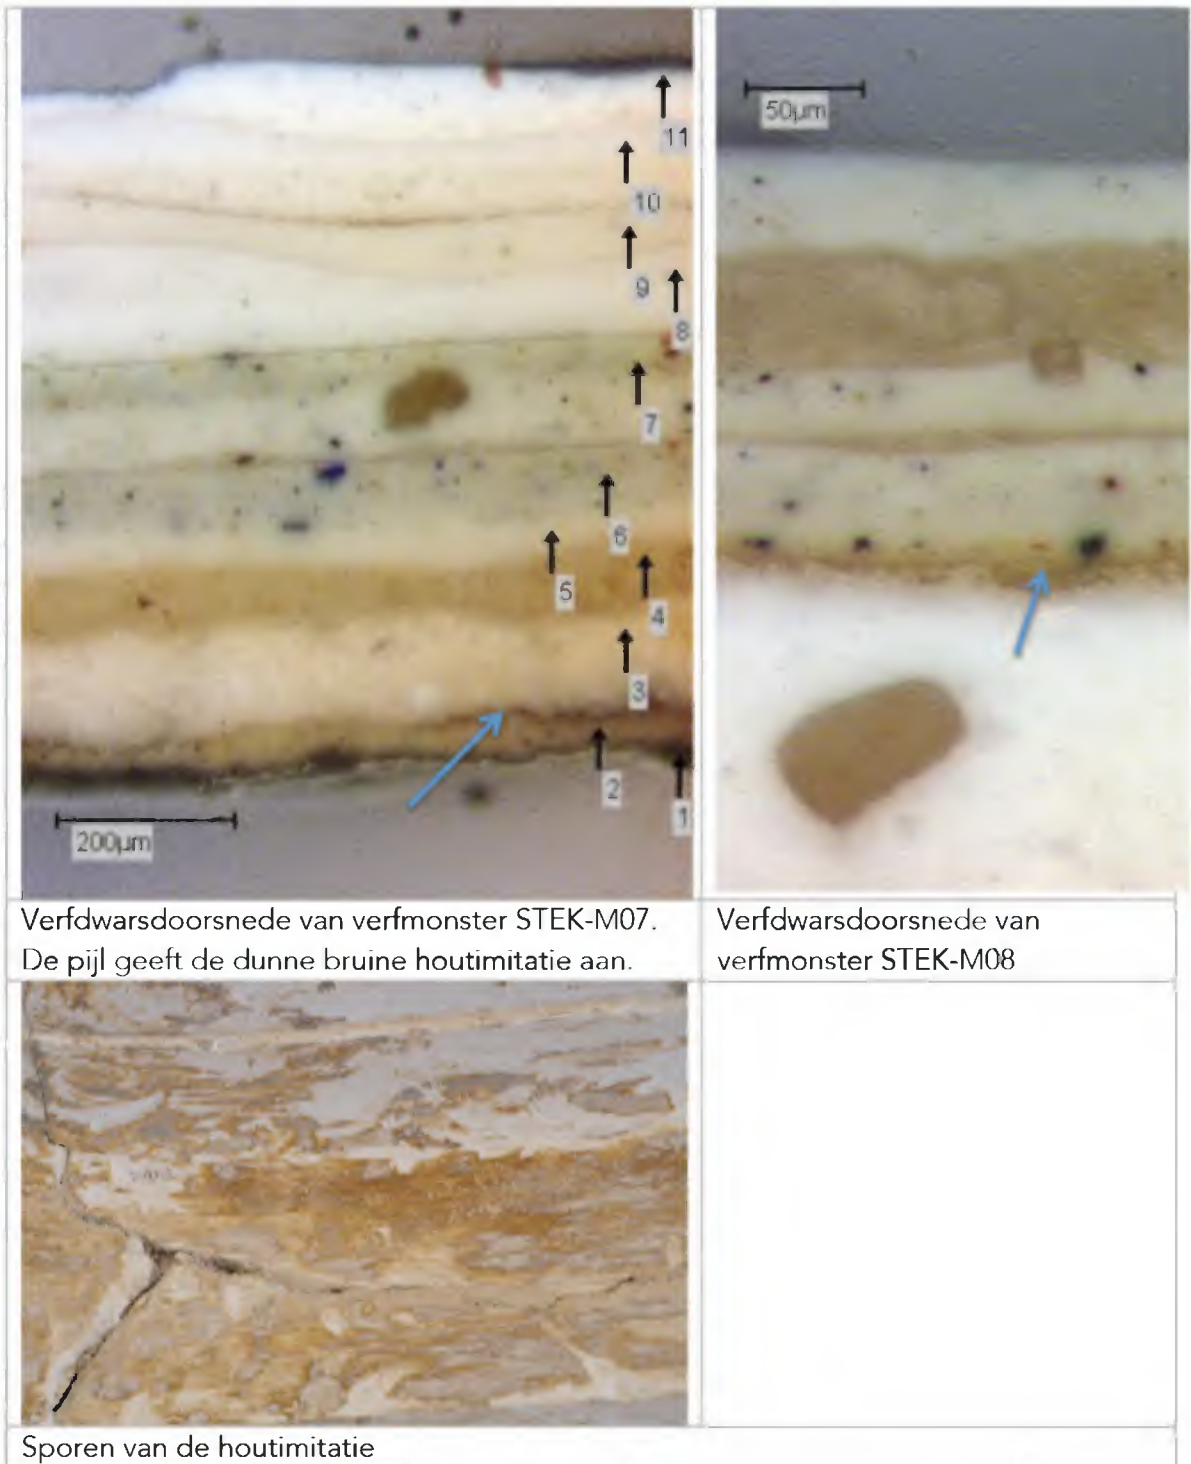 50µm
11
10
9
8
7
6
5
4
3
2
1
200µm
Verfdwarsdoorsnede van verfmonster STEK-M07.
De pijl geeft de dunne bruine houtimitatie aan.
Verfdwarsdoorsnede van
verfmonster STEK-M08
Sporen van de houtimitatie